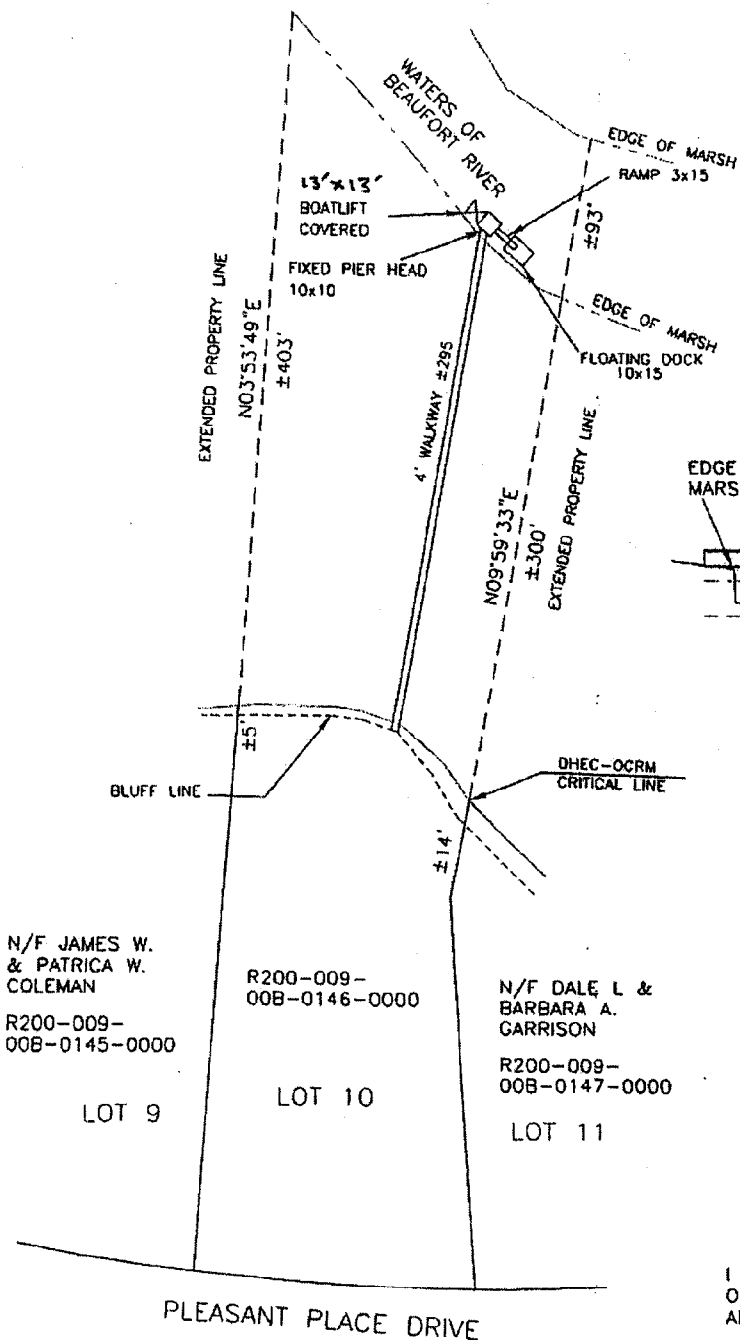 WATERS OF
BEAUFORT RIVER
EDGE OF MARSH
RAMP 3x15
13'x13'
BOATLIFT
COVERED
±93'
FIXED PIER HEAD
10x10
EDGE OF MARSH
FLOATING DOCK
10x15
EXTENDED PROPERTY LINE
N03°53'49"E
±403'
4' WALKWAY ±295
N09°59'33"E
±300'
EXTENDED PROPERTY LINE
EDGE
MARS
±5'
BLUFF LINE
DHEC-OCRM
CRITICAL LINE
±14'
N/F JAMES W.
& PATRICA W.
COLEMAN
R200-009-
00B-0145-0000
LOT 9
R200-009-
00B-0146-0000
LOT 10
N/F DALE L &
BARBARA A.
GARRISON
R200-009-
00B-0147-0000
LOT 11
PLEASANT PLACE DRIVE